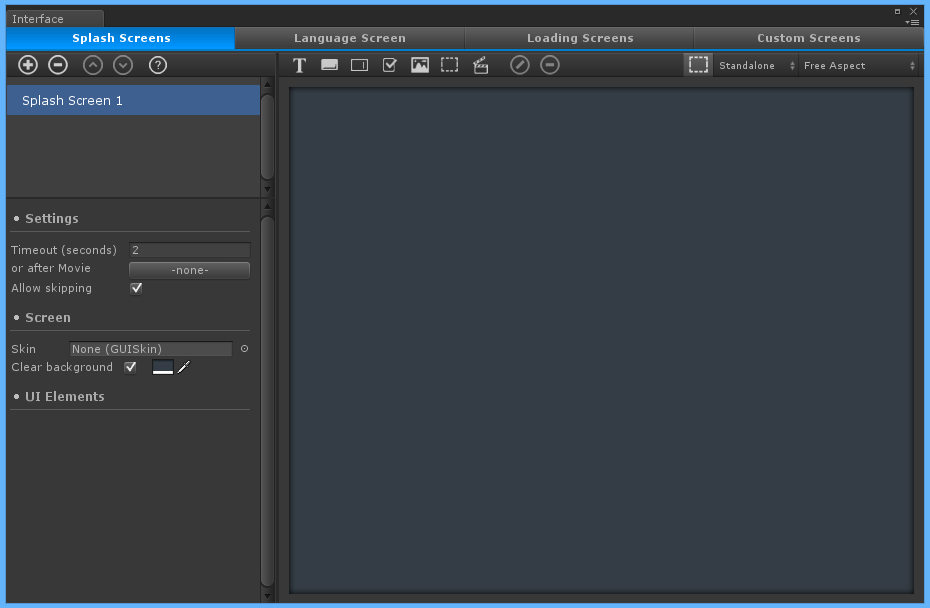 Interface
Splash Screens Language Screen Loading Screens Custom Screens
T Standalone Free Aspect
Splash Screen 1
• Settings
Timeout (seconds) 2
or after Movie -none-
Allow skipping
• Screen
Skin None (GUISkin)
Clear background
• UI Elements